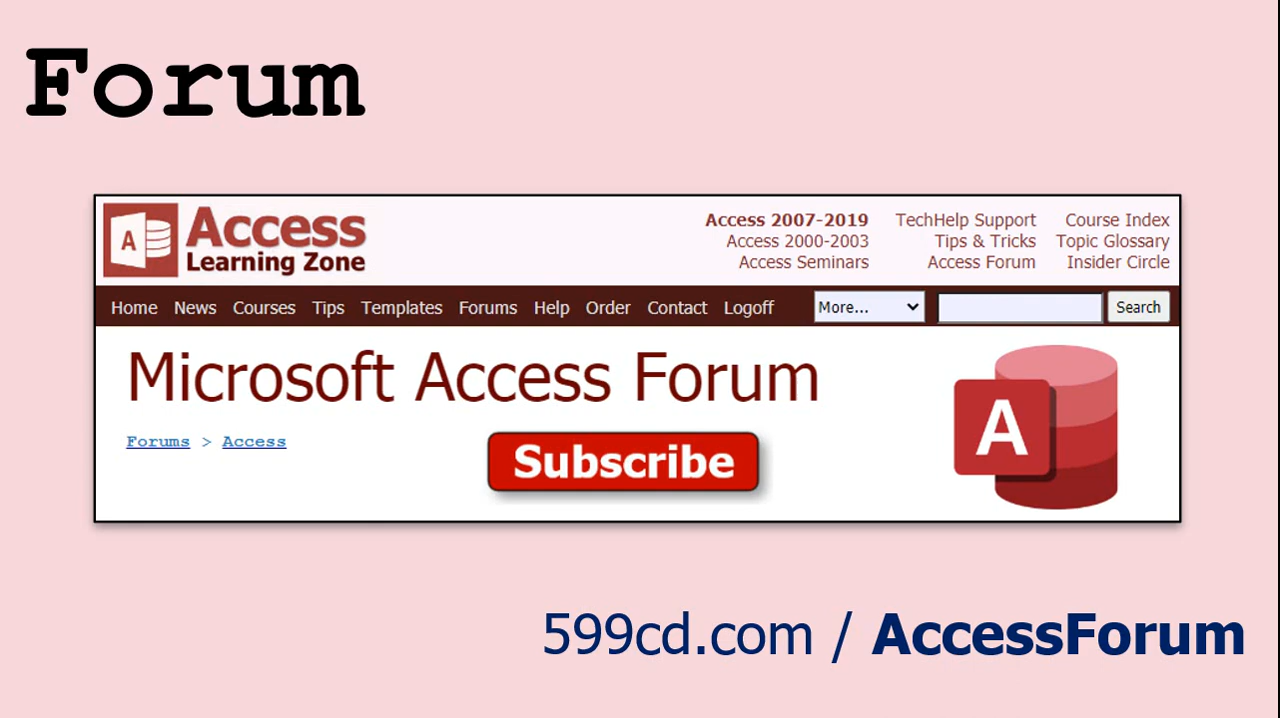 Forum
A Access
Learning Zone
Access 2007-2019 TechHelp Support Course Index
Access 2000-2003 Tips & Tricks Topic Glossary
Access Seminars Access Forum Insider Circle
Home News Courses Tips Templates Forums Help Order Contact Logoff More... Search
Microsoft Access Forum
Forums > Access
Subscribe
A
599cd.com / AccessForum